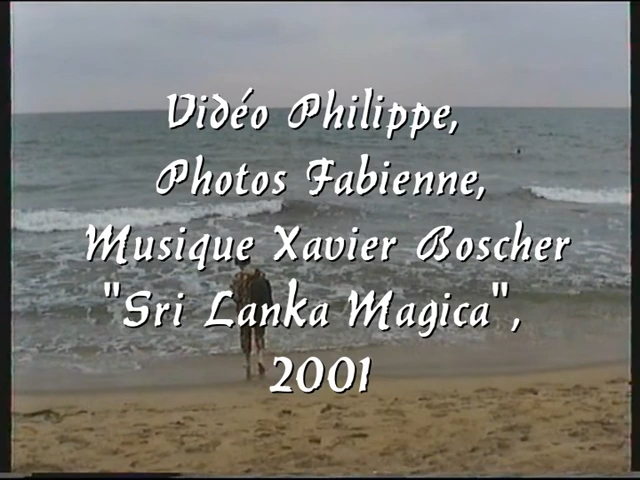 Vidéo Philippe,
Photos Fabienne,
Musique Xavier Boscher
"Sri Lanka Magica",
2001